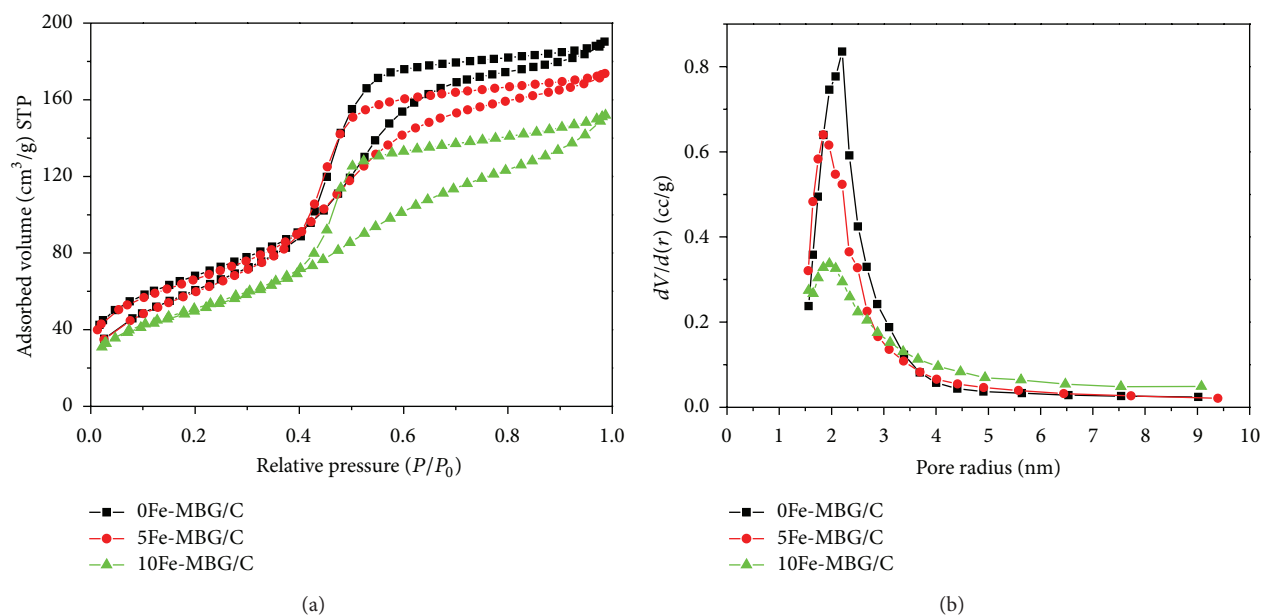 200
160
120
80
40
0
Adsorbed volume (cm³/g) STP
0.0 0.2 0.4 0.6 0.8 1.0
Relative pressure (P/P₀)
0Fe-MBG/C
5Fe-MBG/C
10Fe-MBG/C
(a)
0.8
0.6
0.4
0.2
0.0
dV/d(r) (cc/g)
0 1 2 3 4 5 6 7 8 9 10
Pore radius (nm)
0Fe-MBG/C
5Fe-MBG/C
10Fe-MBG/C
(b)